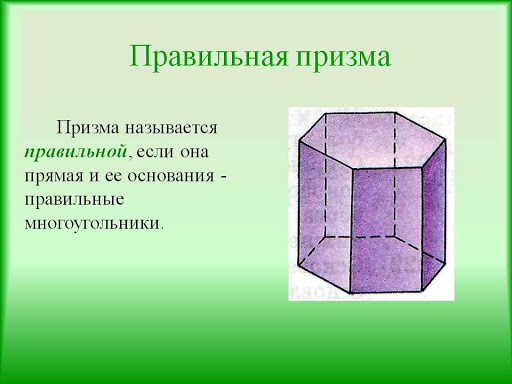 Правильная призма
Призма называется
правильной, если она
прямая и ее основания -
правильные
многоугольники.